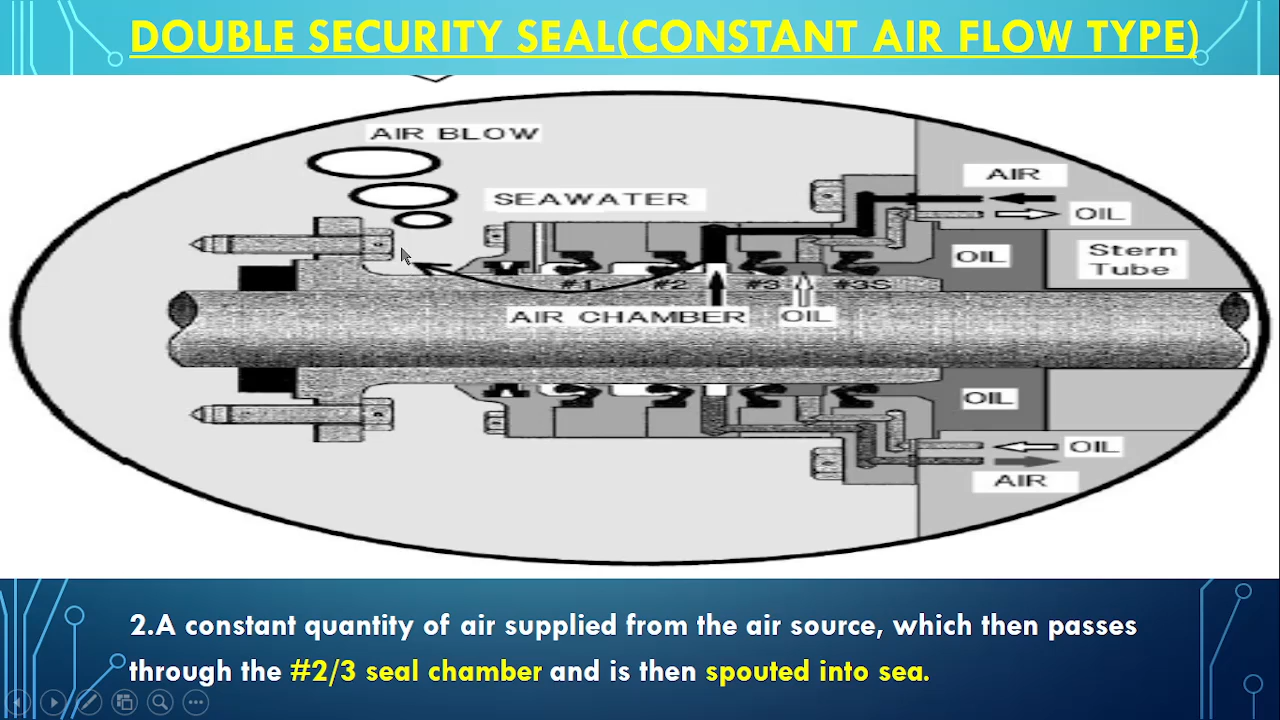 DOUBLE SECURITY SEAL(CONSTANT AIR FLOW TYPE)
AIR BLOW
SEAWATER
AIR
OIL
OIL
Stern
Tube
#1
#2
#3
#3S
AIR CHAMBER
OIL
OIL
OIL
AIR
2.A constant quantity of air supplied from the air source, which then passes
through the #2/3 seal chamber and is then spouted into sea.